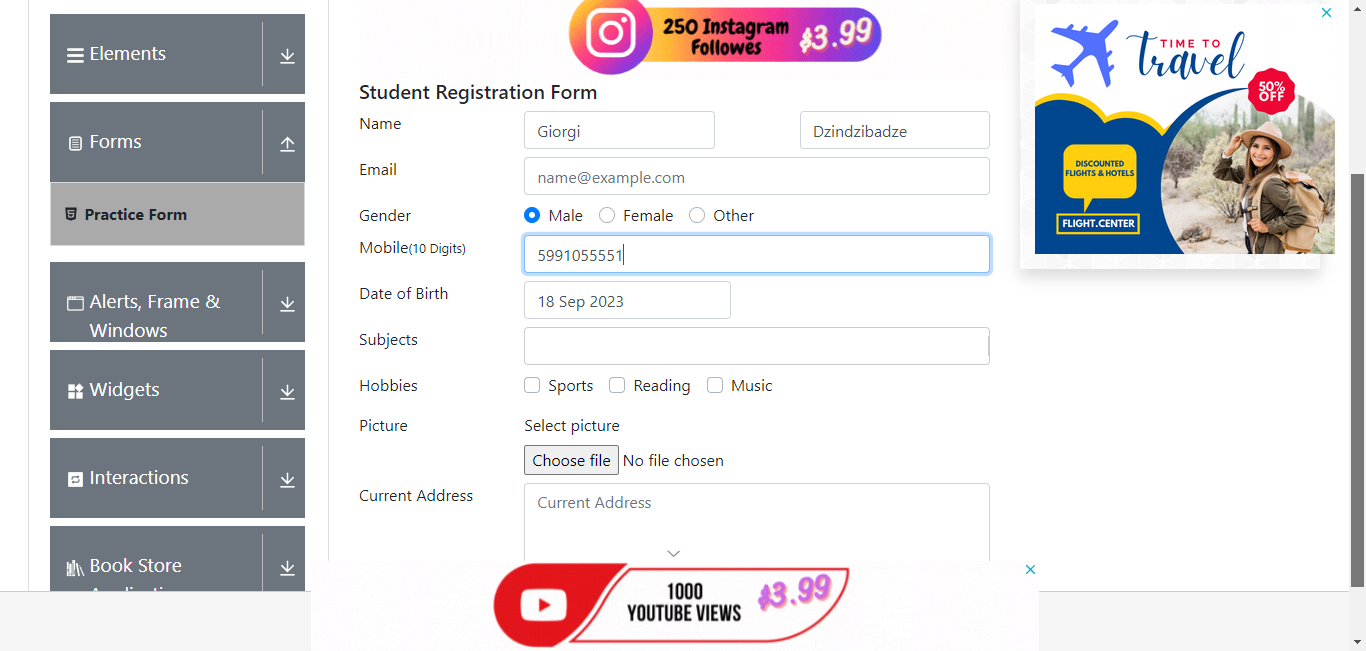 Elements
Forms
Practice Form
Alerts, Frame &
Windows
Widgets
Interactions
Book Store
250 Instagram
Followes
$3.99
Student Registration Form
Name
Giorgi
Dzindzibadze
Email
name@example.com
Gender
Male
Female
Other
Mobile(10 Digits)
5991055551
Date of Birth
18 Sep 2023
Subjects
Hobbies
Sports
Reading
Music
Picture
Select picture
Choose file No file chosen
Current Address
Current Address
1000
YOUTUBE VIEWS
$3.99
TIME TO
travel
50%
OFF
DISCOUNTED
FLIGHTS & HOTELS
FLIGHT.CENTER